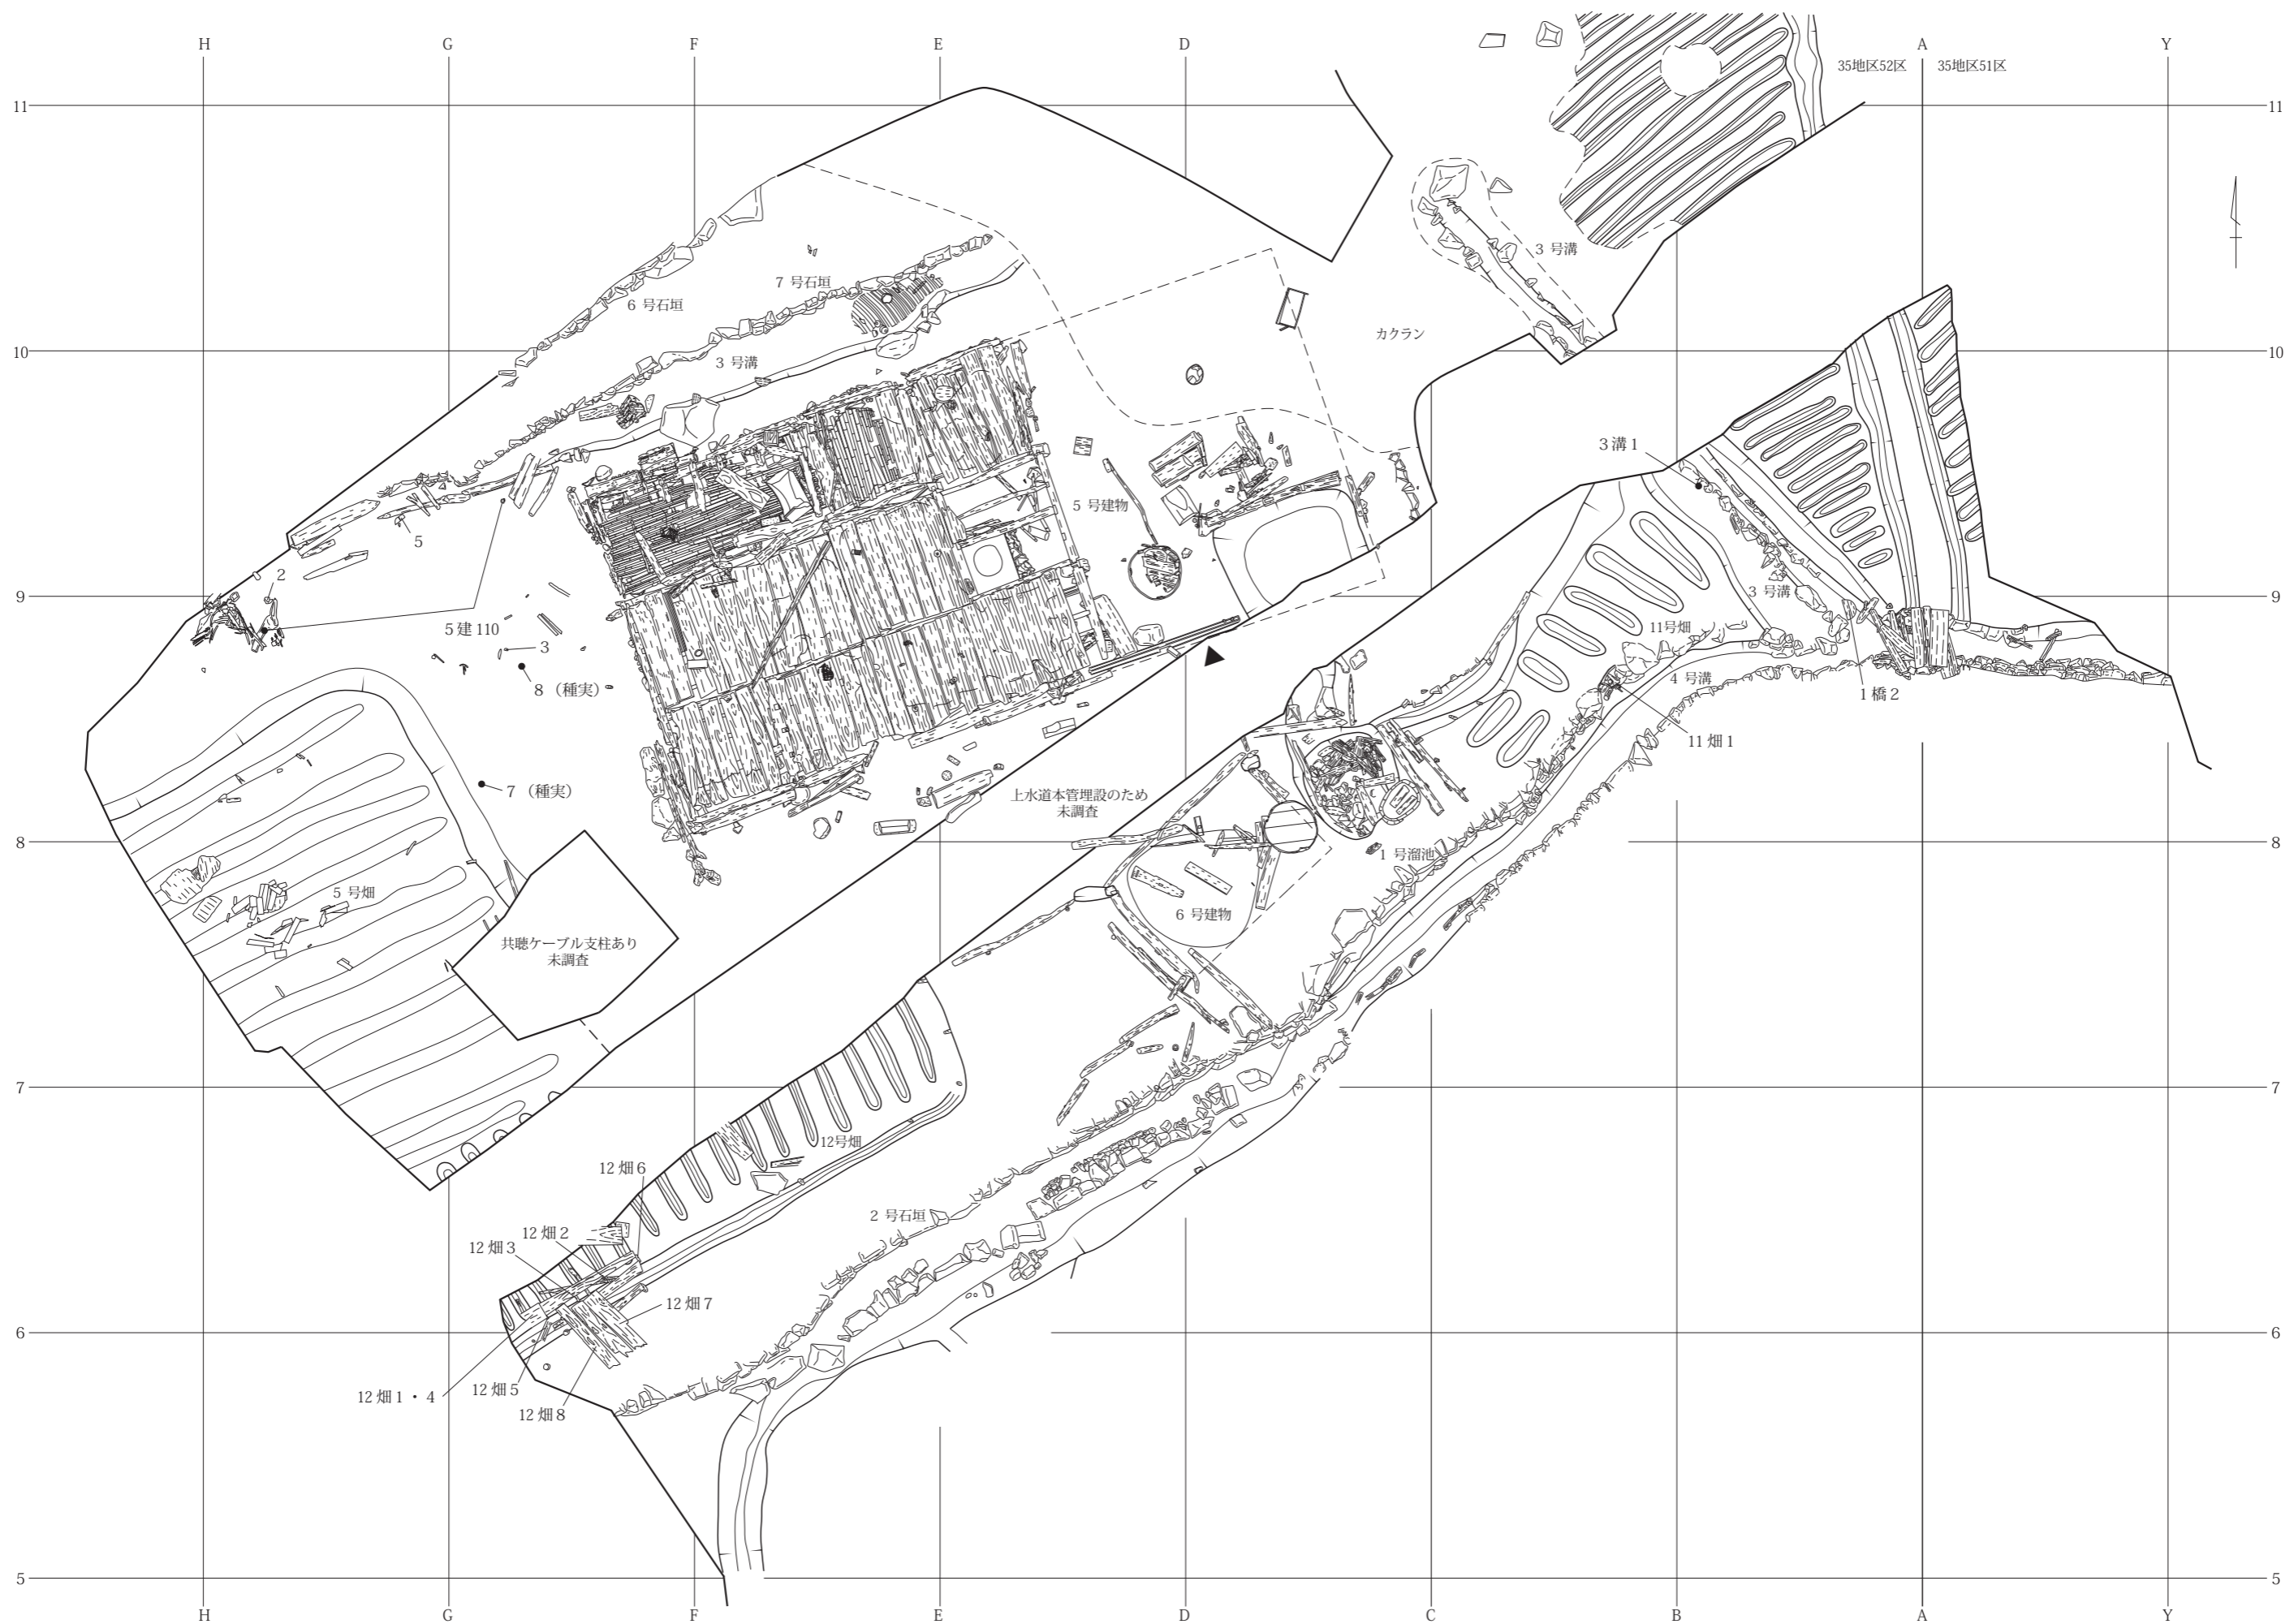 H G F E D A Y
35地区52区 35地区51区
11 11
3 号溝
7 号石垣
6 号石垣
カクラン
10 10
3 号溝
3 溝 1
5 号建物
5
2
9 9
3 号溝
5 建 110
11号畑
3
4 号溝
8（種実）
1 橋 2
11 畑 1
7（種実）
上水道本管埋設のため
未調査
8 8
1 号溜池
5 号畑
6 号建物
共聴ケーブル支柱あり
未調査
7 7
12号畑
12 畑 6
2 号石垣
12 畑 2
12 畑 3
12 畑 7
6 6
12 畑 5
12 畑 1・4
12 畑 8
5 5
H G F E D C B A Y